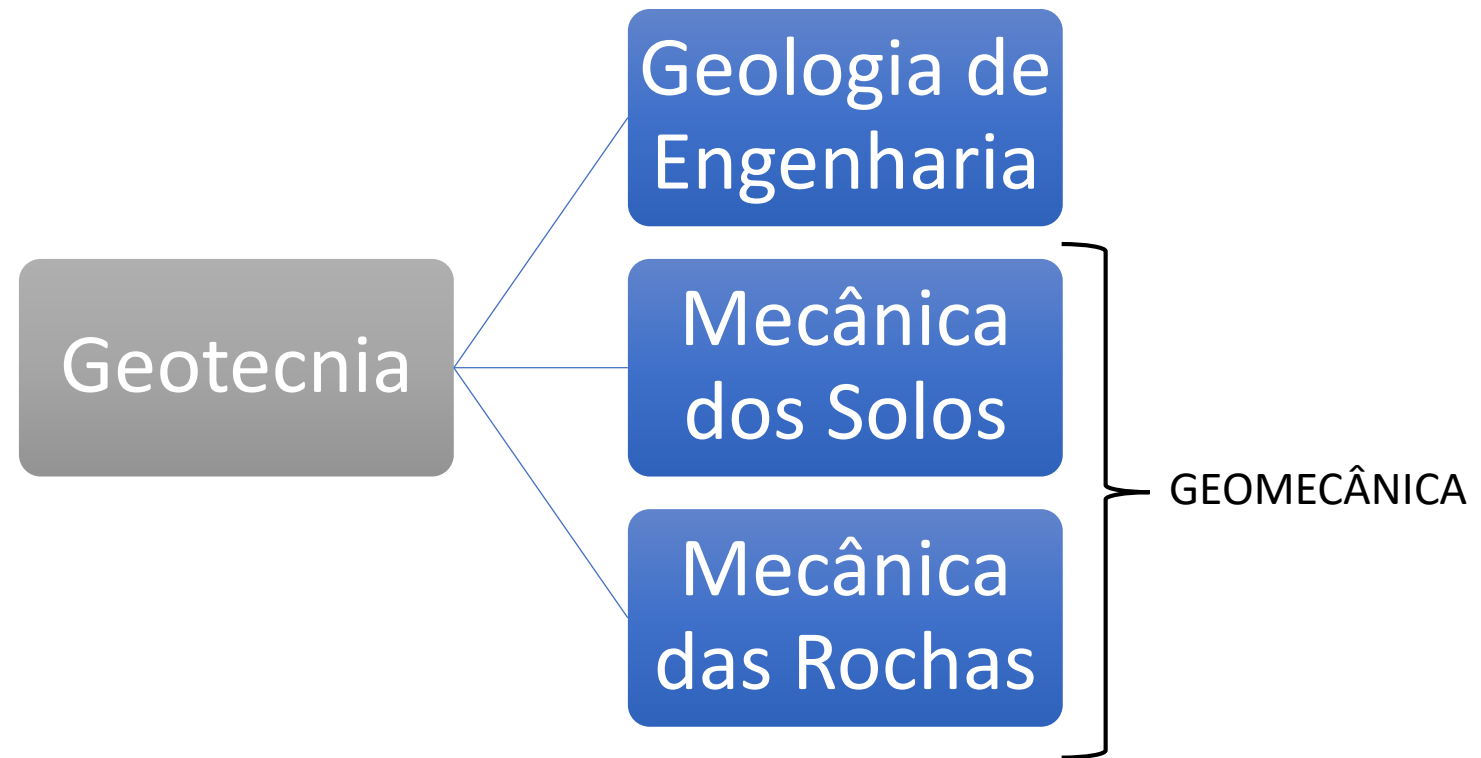 Geotecnia
Geologia de
Engenharia
Mecânica
dos Solos
Mecânica
das Rochas
GEOMECÂNICA